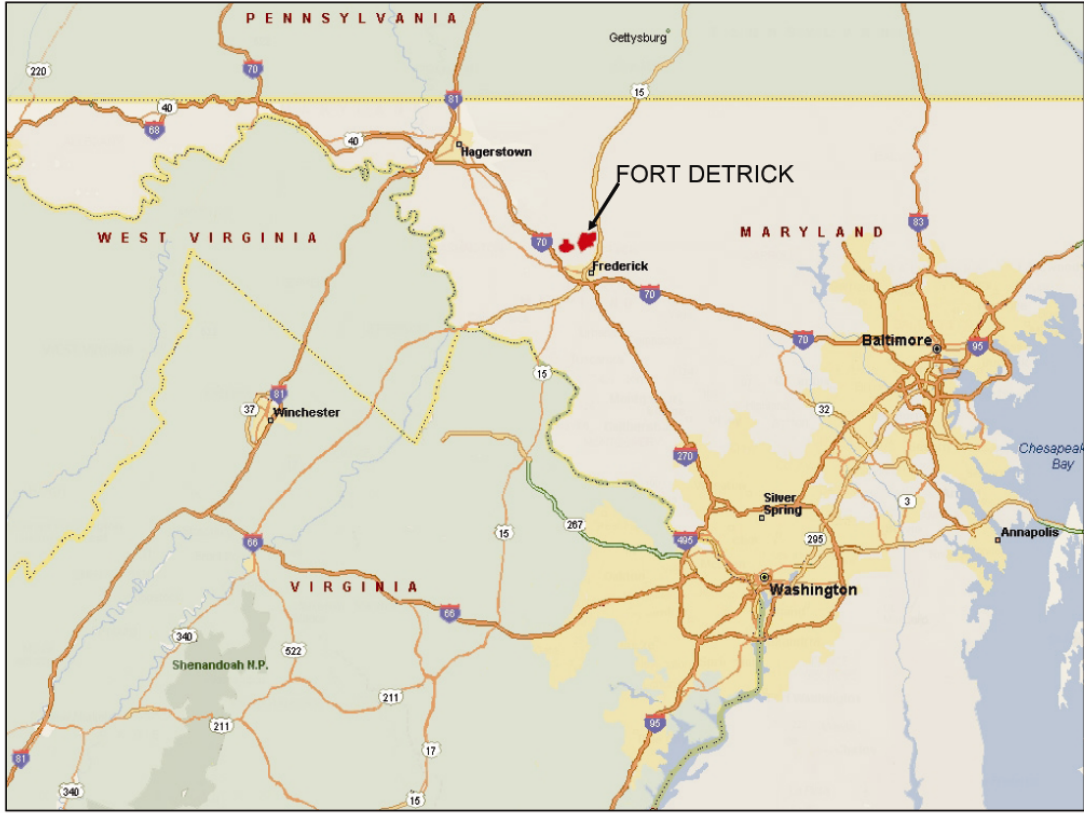 PENNSYLVANIA
Gettysburg
220
70
15
81
40
68
40
Hagerstown
FORT DETRICK
WEST VIRGINIA
MARYLAND
83
70
Frederick
70
70
Baltimore
95
15
81
37
Winchester
32
Chesapeak
Bay
270
Silver
Spring
3
267
15
495
295
Annapolis
66
VIRGINIA
Washington
66
340
522
Shenandoah N.P.
211
211
95
17
81
340
15